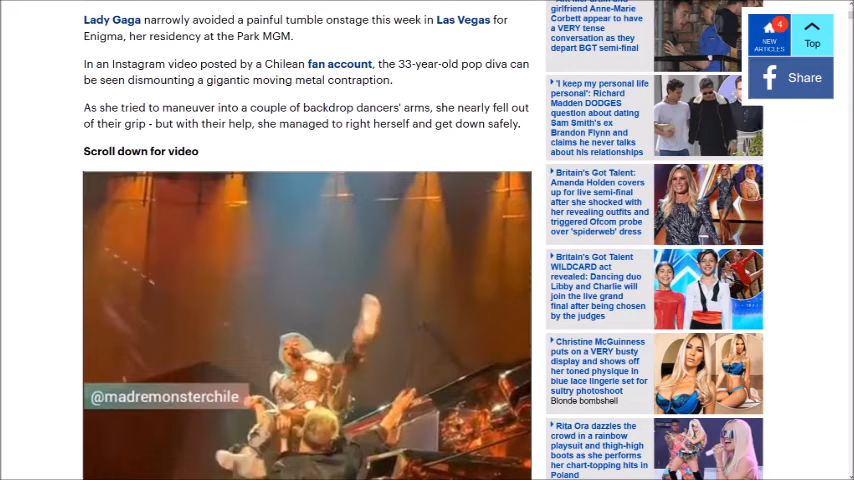 Lady Gaga narrowly avoided a painful tumble onstage this week in Las Vegas for
Enigma, her residency at the Park MGM.
In an Instagram video posted by a Chilean fan account, the 33-year-old pop diva can
be seen dismounting a gigantic moving metal contraption.
As she tried to maneuver into a couple of backdrop dancers' arms, she nearly fell out
of their grip - but with their help, she managed to right herself and get down safely.
Scroll down for video
@madremonsterchile
girlfriend Anne-Marie
Corbett appear to have
a VERY tense
conversation as they
depart BGT semi-final
'I keep my personal life
personal': Richard
Madden DODGES
question about dating
Sam Smith's ex
Brandon Flynn and
claims he never talks
about his relationships
Britain's Got Talent:
Amanda Holden covers
up for live semi-final
after she shocked with
her revealing outfits and
triggered Ofcom probe
over 'spiderweb' dress
Britain's Got Talent
WILDCARD act
revealed: Dancing duo
Libby and Charlie will
join the live grand
final after being chosen
by the judges
Christine McGuinness
puts on a VERY busty
display and shows off
her toned physique in
blue lace lingerie set for
sultry photoshoot
Blonde bombshell
Rita Ora dazzles the
crowd in a rainbow
playsuit and thigh-high
boots as she performs
her chart-topping hits in
Poland
4
NEW
ARTICLES
Top
Share